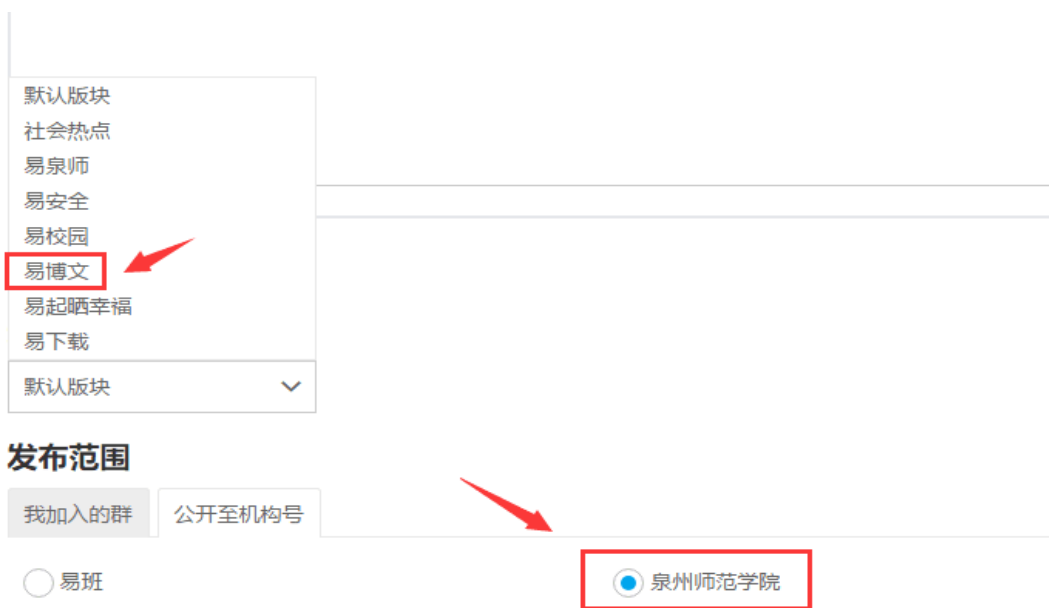 默认版块
社会热点
易泉师
易安全
易校园
易博文
易起晒幸福
易下载
默认版块
发布范围
我加入的群 公开至机构号
易班 泉州师范学院